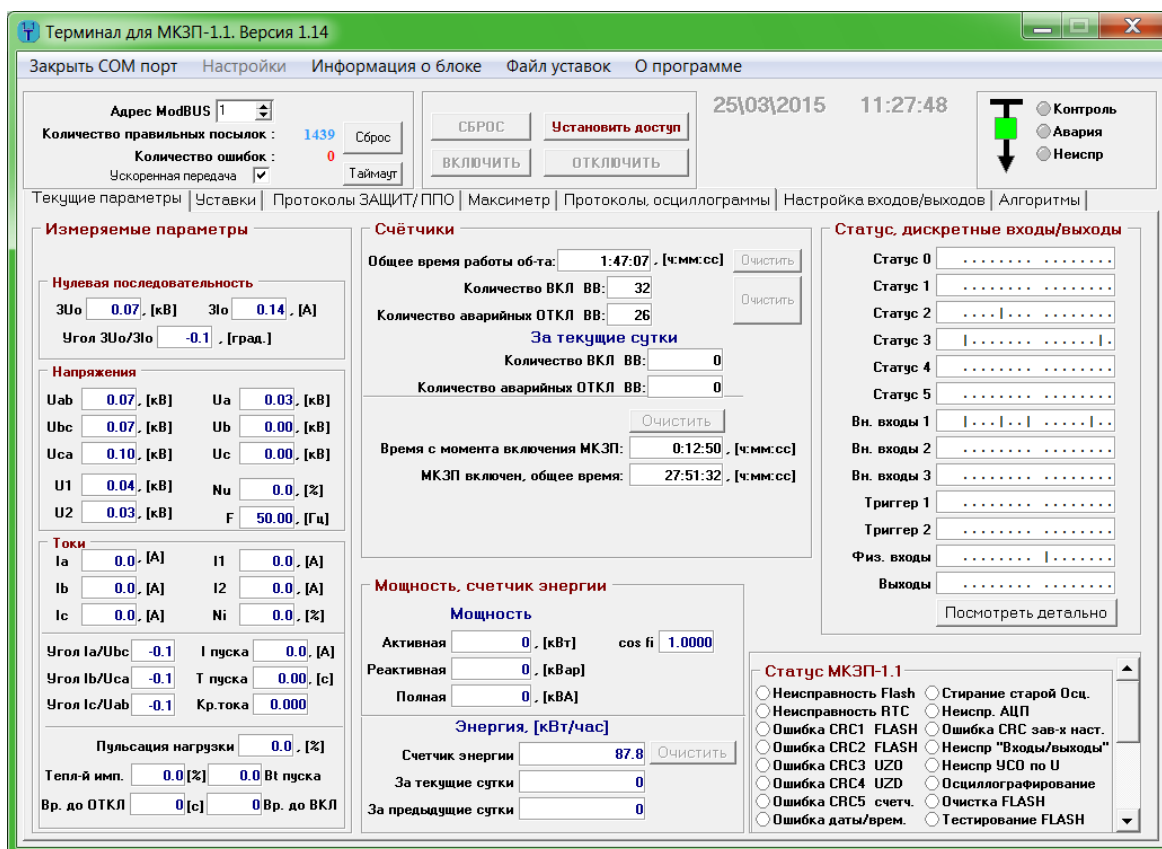 Терминал для МКЗП-1.1. Версия 1.14
Закрыть COM порт Настройки Информация о блоке Файл уставок О программе
Адрес ModBUS 1
Количество правильных посылок : 1439
Количество ошибок : 0
Ускоренная передача
Сброс
Таймаут
СБРОС Установить доступ
ВКЛЮЧИТЬ ОТКЛЮЧИТЬ
25\03\2015 11:27:48
Контроль
Авария
Неиспр
Текущие параметры Уставки Протоколы ЗАЩИТ/ППО Максиметр Протоколы, осциллограммы Настройка входов/выходов Алгоритмы
Измеряемые параметры
Нулевая последовательность
3Uo 0.07 , [кВ] 3Io 0.14 , [А]
Угол 3Uo/3Io -0.1 , [град.]
Напряжения
Uab 0.07 , [кВ] Ua 0.03 , [кВ]
Ubc 0.07 , [кВ] Ub 0.00 , [кВ]
Uca 0.10 , [кВ] Uc 0.00 , [кВ]
U1 0.04 , [кВ] Nu 0.0 , [%]
U2 0.03 , [кВ] F 50.00 , [Гц]
Токи
Ia 0.0 , [А] I1 0.0 , [А]
Ib 0.0 , [А] I2 0.0 , [А]
Ic 0.0 , [А] Ni 0.0 , [%]
Угол Ia/Ubc -0.1 I пуска 0.0 , [А]
Угол Ib/Uca -0.1 Т пуска 0.00 , [с]
Угол Ic/Uab -0.1 Кр.тока 0.000
Пульсация нагрузки 0.0 , [%]
Тепл-й имп. 0.0 [%] 0.0 Bt пуска
Вр. до ОТКЛ 0 [с] 0 Вр. до ВКЛ
Счётчики
Общее время работы об-та: 1:47:07 , [ч:мм:сс] Очистить
Количество ВКЛ ВВ: 32
Количество аварийных ОТКЛ ВВ: 26
Очистить
За текущие сутки
Количество ВКЛ ВВ: 0
Количество аварийных ОТКЛ ВВ: 0
Очистить
Время с момента включения МКЗП: 0:12:50 , [ч:мм:сс]
МКЗП включен, общее время: 27:51:32 , [ч:мм:сс]
Мощность, счетчик энергии
Мощность
Активная 0 , [кВт] cos fi 1.0000
Реактивная 0 , [кВар]
Полная 0 , [кВА]
Энергия, [кВт/час]
Счетчик энергии 87.8 Очистить
За текущие сутки 0
За предыдущие сутки 0
Статус, дискретные входы/выходы
Статус 0 ........ ........
Статус 1 ........ ........
Статус 2 ....|... ........
Статус 3 |....... ......|.
Статус 4 ........ ........
Статус 5 ........ ........
Вн. входы 1 |...|..| .....|..
Вн. входы 2 ........ ........
Вн. входы 3 ........ ........
Триггер 1 ........ ........
Триггер 2 ........ ........
Физ. входы ........ |.......
Выходы ........ ........
Посмотреть детально
Статус МКЗП-1.1
Неисправность Flash Стирание старой Осц.
Неисправность RTC Неиспр. АЦП
Ошибка CRC1 FLASH Ошибка CRC зав-х наст.
Ошибка CRC2 FLASH Неиспр "Входы/выходы"
Ошибка CRC3 UZO Неиспр УСО по U
Ошибка CRC4 UZD Осциллографирование
Ошибка CRC5 счетч. Очистка FLASH
Ошибка даты/врем. Тестирование FLASH